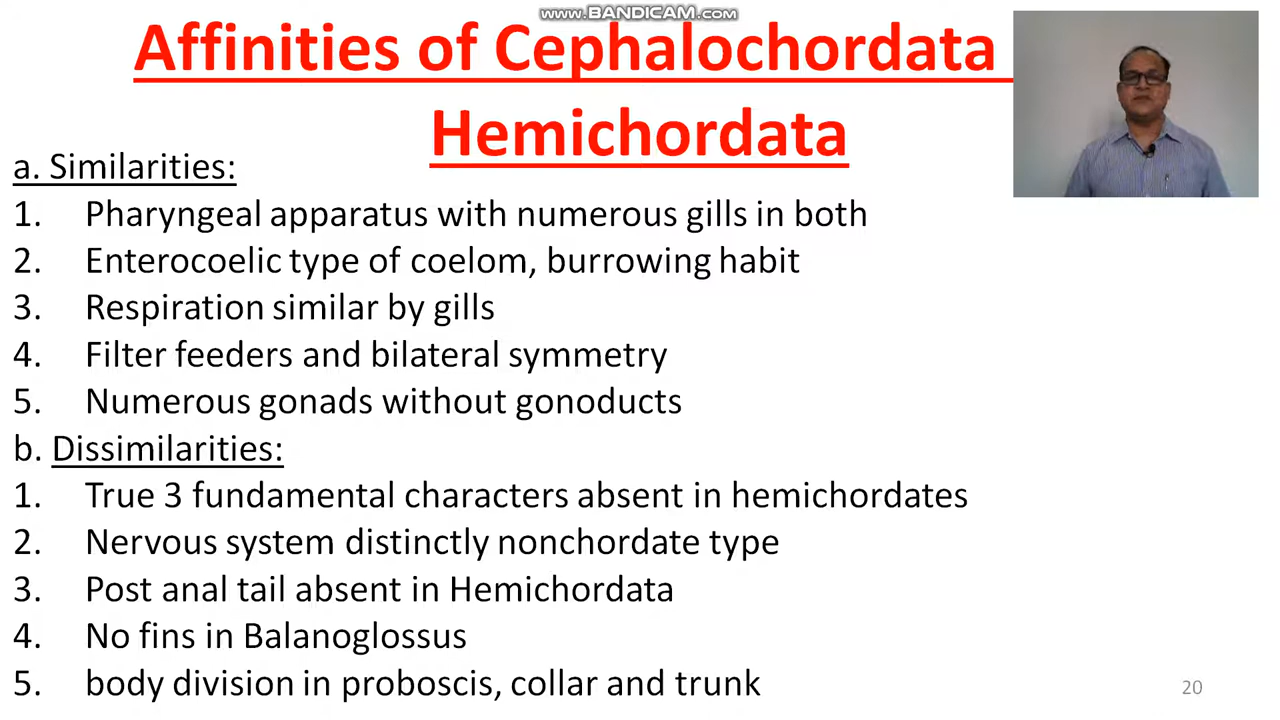 www.BANDICAM.com
Affinities of Cephalochordata
Hemichordata
a. Similarities:
1. Pharyngeal apparatus with numerous gills in both
2. Enterocoelic type of coelom, burrowing habit
3. Respiration similar by gills
4. Filter feeders and bilateral symmetry
5. Numerous gonads without gonoducts
b. Dissimilarities:
1. True 3 fundamental characters absent in hemichordates
2. Nervous system distinctly nonchordate type
3. Post anal tail absent in Hemichordata
4. No fins in Balanoglossus
5. body division in proboscis, collar and trunk
20